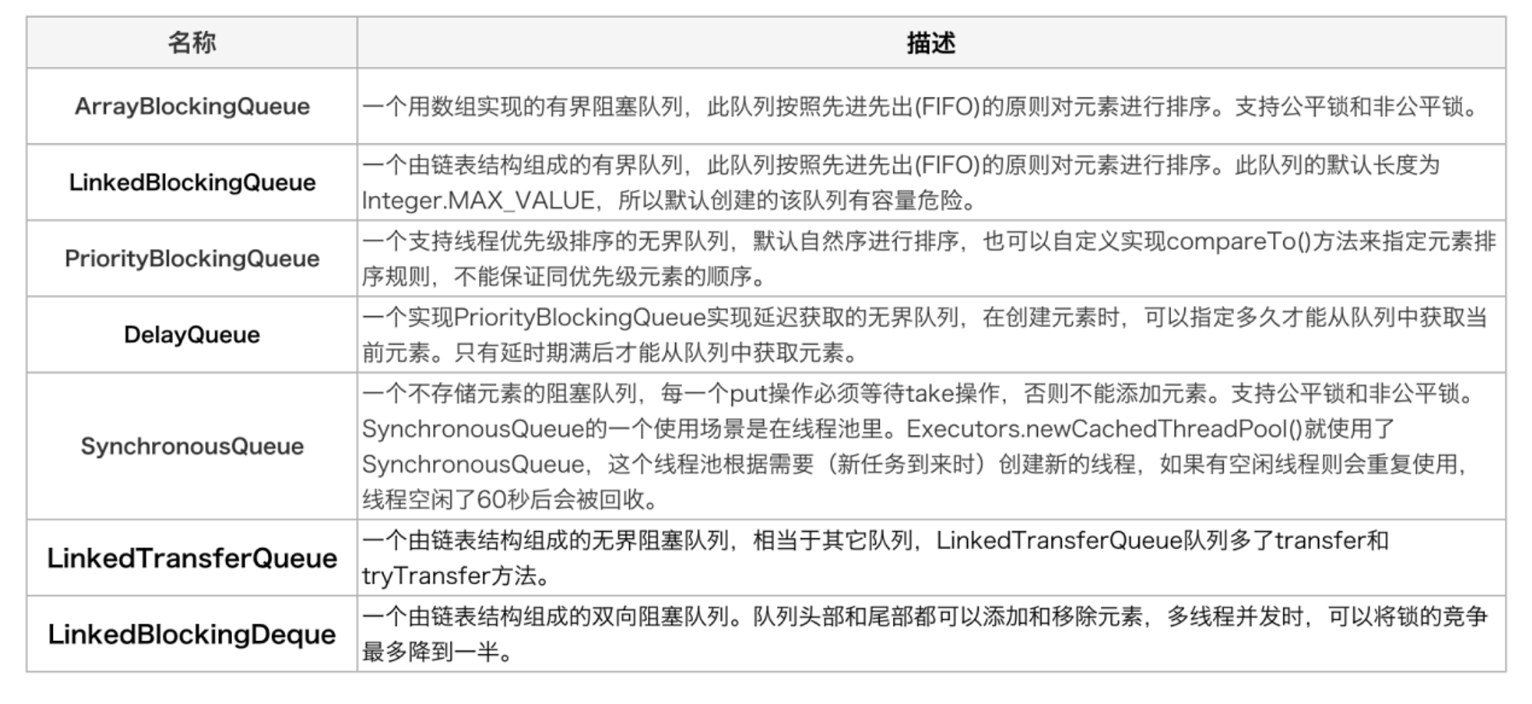 名称
描述
ArrayBlockingQueue
一个用数组实现的有界阻塞队列，此队列按照先进先出(FIFO)的原则对元素进行排序。支持公平锁和非公平锁。
LinkedBlockingQueue
一个由链表结构组成的有界队列，此队列按照先进先出(FIFO)的原则对元素进行排序。此队列的默认长度为
Integer.MAX_VALUE，所以默认创建的该队列有容量危险。
PriorityBlockingQueue
一个支持线程优先级排序的无界队列，默认自然序进行排序，也可以自定义实现compareTo()方法来指定元素排
序规则，不能保证同优先级元素的顺序。
DelayQueue
一个实现PriorityBlockingQueue实现延迟获取的无界队列，在创建元素时，可以指定多久才能从队列中获取当
前元素。只有延时期满后才能从队列中获取元素。
SynchronousQueue
一个不存储元素的阻塞队列，每一个put操作必须等待take操作，否则不能添加元素。支持公平锁和非公平锁。
SynchronousQueue的一个使用场景是在线程池里。Executors.newCachedThreadPool()就使用了
SynchronousQueue，这个线程池根据需要（新任务到来时）创建新的线程，如果有空闲线程则会重复使用，
线程空闲了60秒后会被回收。
LinkedTransferQueue
一个由链表结构组成的无界阻塞队列，相当于其它队列，LinkedTransferQueue队列多了transfer和
tryTransfer方法。
LinkedBlockingDeque
一个由链表结构组成的双向阻塞队列。队列头部和尾部都可以添加和移除元素，多线程并发时，可以将锁的竞争
最多降到一半。